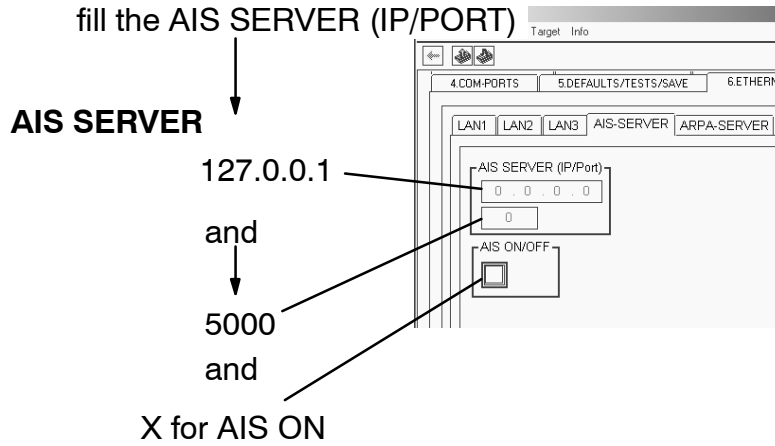 fill the AIS SERVER (IP/PORT)
Target Info
4.COM-PORTS 5.DEFAULTS/TESTS/SAVE 6.ETHERN
AIS SERVER
LAN1 LAN2 LAN3 AIS-SERVER ARPA-SERVER
127.0.0.1
AIS SERVER (IP/Port)
0 . 0 . 0 . 0
0
and
AIS ON/OFF
5000
and
X for AIS ON